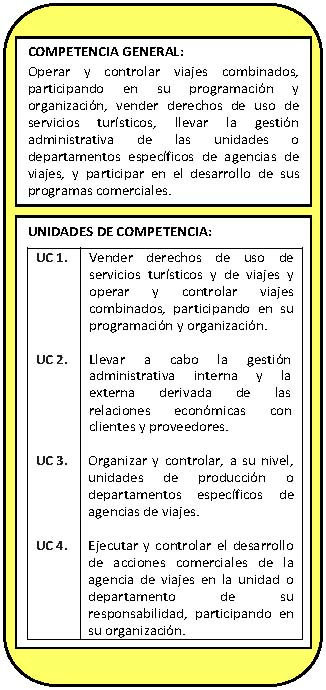 COMPETENCIA GENERAL:
Operar y controlar viajes combinados,
participando en su programación y
organización, vender derechos de uso de
servicios turísticos, llevar la gestión
administrativa de las unidades o
departamentos específicos de agencias de
viajes, y participar en el desarrollo de sus
programas comerciales.
UNIDADES DE COMPETENCIA:
UC 1. Vender derechos de uso de
servicios turísticos y de viajes y
operar y controlar viajes
combinados, participando en su
programación y organización.
UC 2. Llevar a cabo la gestión
administrativa interna y la
externa derivada de las
relaciones económicas con
clientes y proveedores.
UC 3. Organizar y controlar, a su nivel,
unidades de producción o
departamentos específicos de
agencias de viajes.
UC 4. Ejecutar y controlar el desarrollo
de acciones comerciales de la
agencia de viajes en la unidad o
departamento de su
responsabilidad, participando en
su organización.